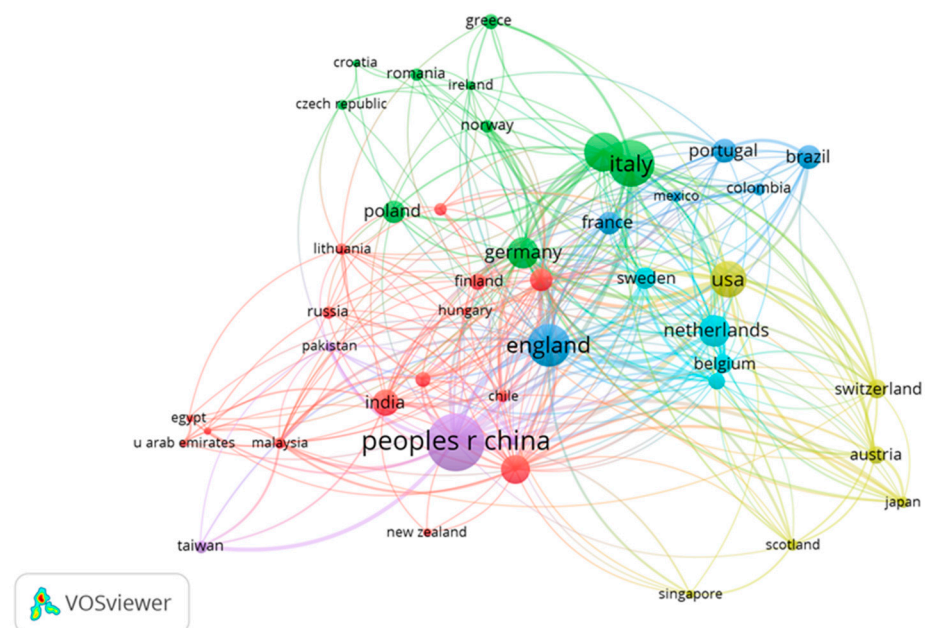 greece
croatia
romania
ireland
czech republic
norway
italy
portugal
brazil
colombia
mexico
poland
france
lithuania
germany
finland
sweden
usa
russia
hungary
pakistan
england
netherlands
belgium
switzerland
india
chile
egypt
u arab emirates
malaysia
peoples r china
austria
japan
new zealand
taiwan
scotland
singapore
VOSviewer